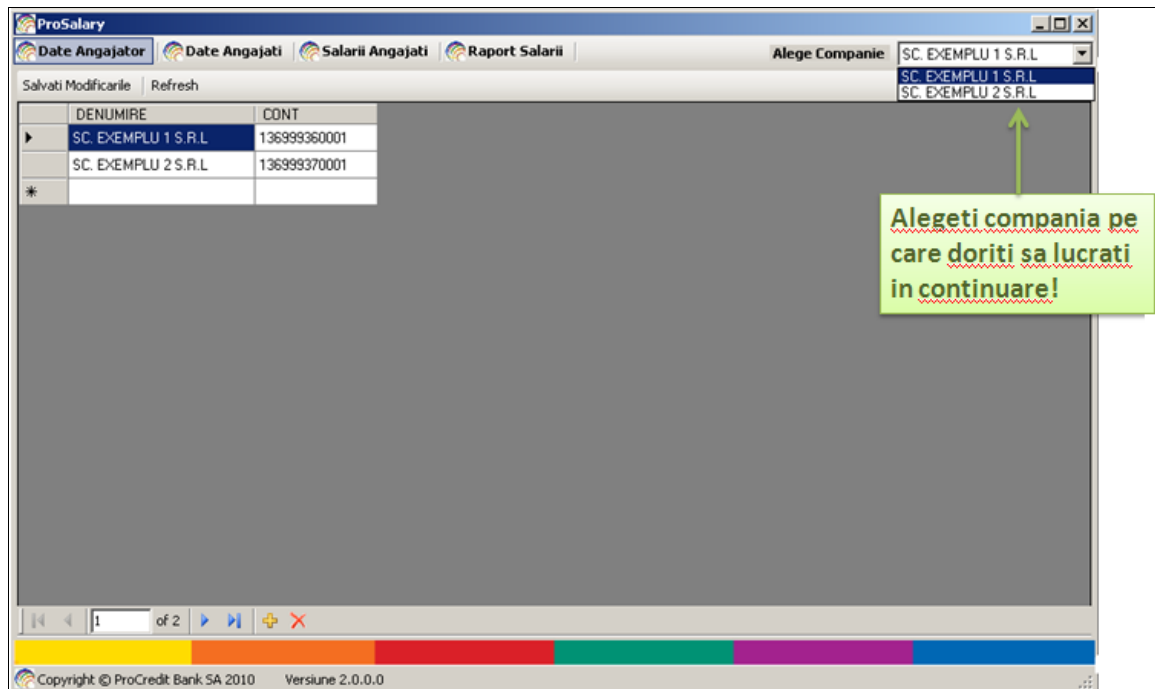 ProSalary
Date Angajator Date Angajati Salarii Angajati Raport Salarii Alege Companie SC. EXEMPLU 1 S.R.L
Salvati Modificarile Refresh SC. EXEMPLU 1 S.R.L
SC. EXEMPLU 2 S.R.L
DENUMIRE CONT
SC. EXEMPLU 1 S.R.L 136999360001
SC. EXEMPLU 2 S.R.L 136999370001
Alegeti compania pe
care doriti sa lucrati
in continuare!
1 of 2
Copyright © ProCredit Bank SA 2010 Versiune 2.0.0.0